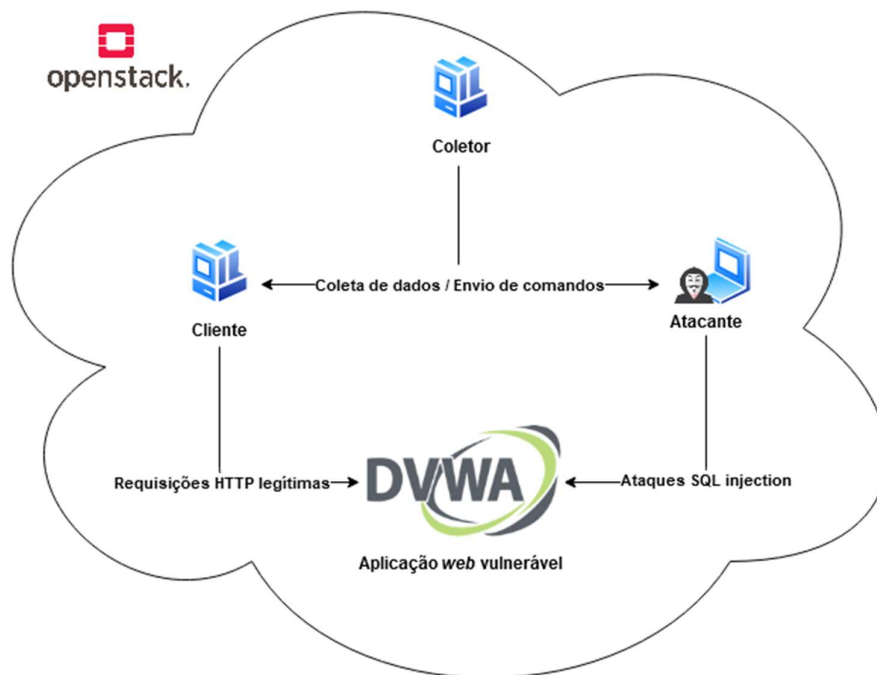 openstack.
Coletor
Coleta de dados / Envio de comandos
Cliente
Atacante
Requisições HTTP legítimas
DVWA
Ataques SQL injection
Aplicação web vulnerável